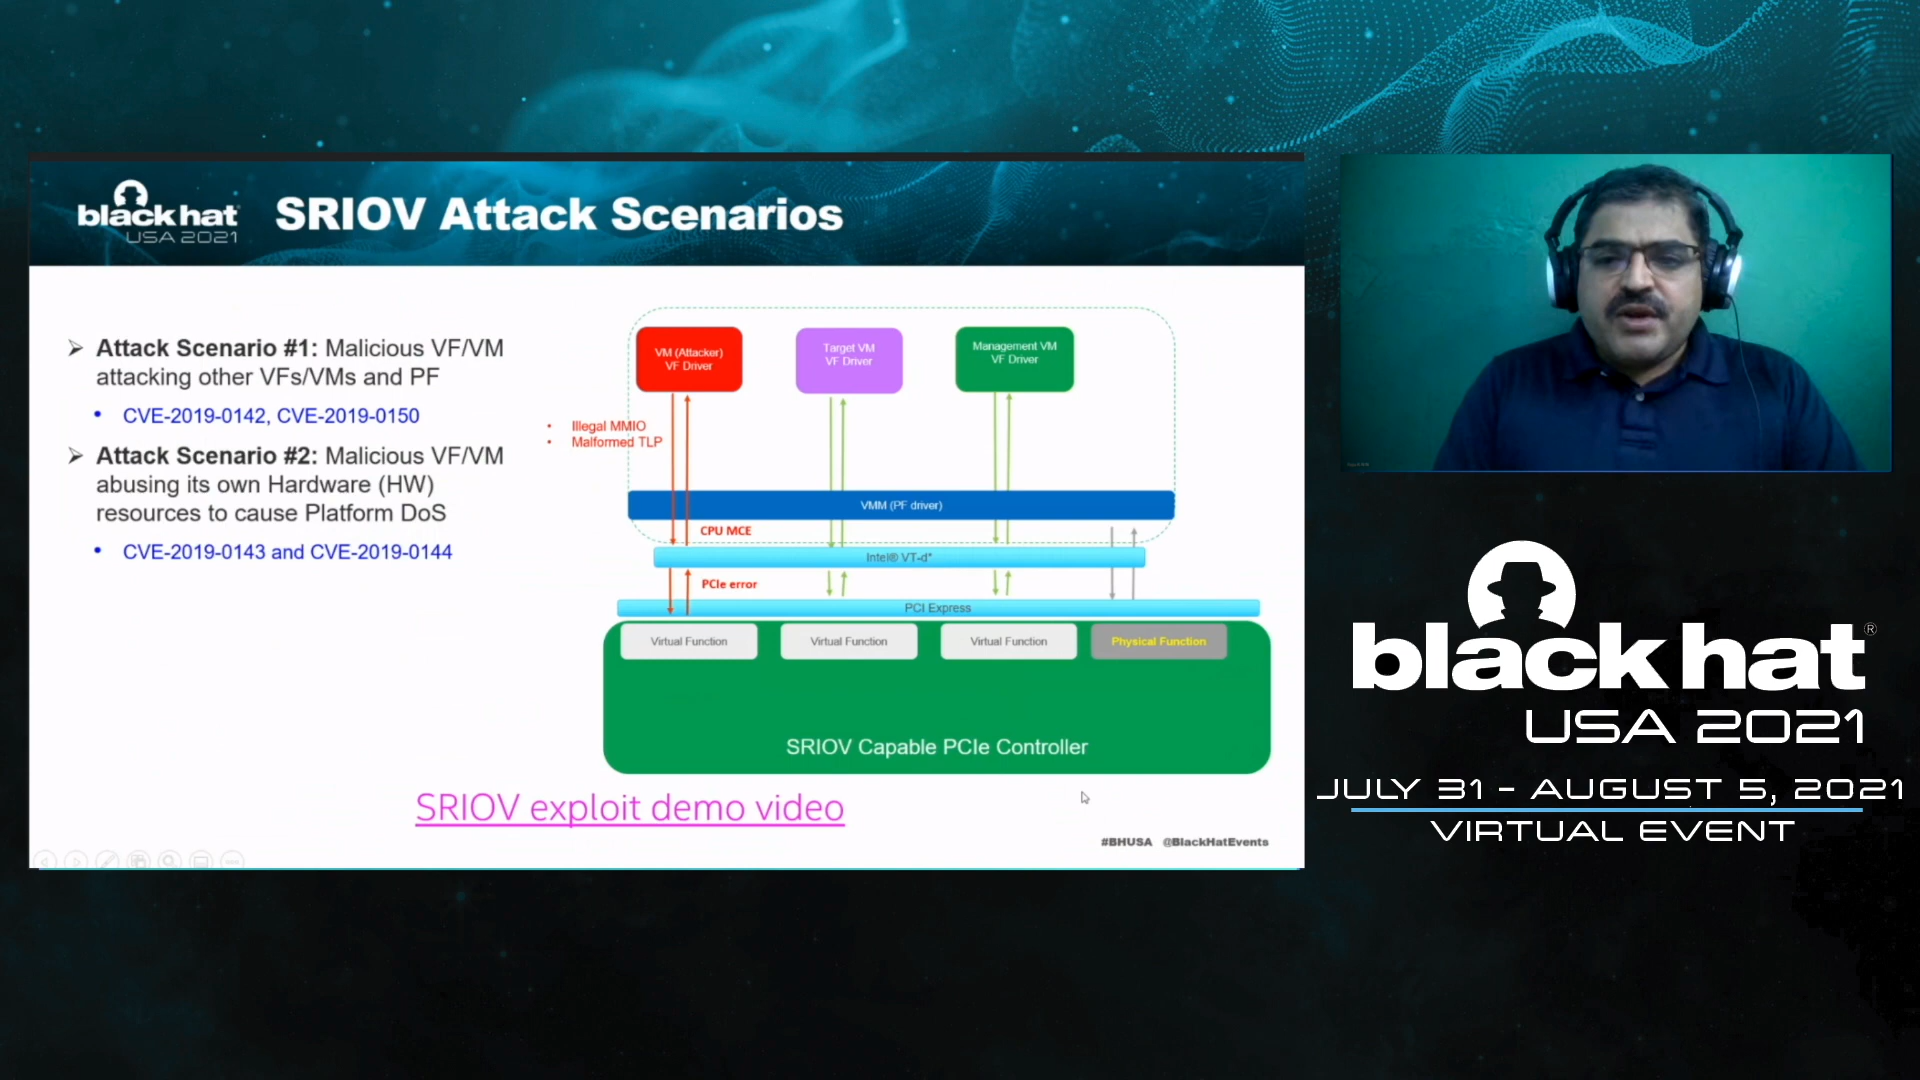 black hat
USA 2021
SRIOV Attack Scenarios
➢ Attack Scenario #1: Malicious VF/VM
attacking other VFs/VMs and PF
• CVE-2019-0142, CVE-2019-0150
➢ Attack Scenario #2: Malicious VF/VM
abusing its own Hardware (HW)
resources to cause Platform DoS
• CVE-2019-0143 and CVE-2019-0144
VM (Attacker)
VF Driver
Target VM
VF Driver
Management VM
VF Driver
• Illegal MMIO
• Malformed TLP
VMM (PF driver)
CPU MCE
Intel® VT-d*
PCIe error
PCI Express
Virtual Function
Virtual Function
Virtual Function
Physical Function
SRIOV Capable PCIe Controller
SRIOV exploit demo video
#BHUSA @BlackHatEvents
black hat®
USA 2021
JULY 31 - AUGUST 5, 2021
VIRTUAL EVENT